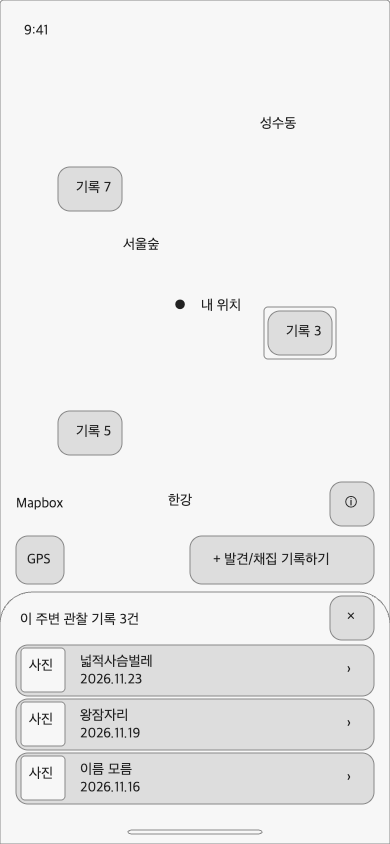 9:41
성수동
기록 7
서울숲
내 위치
기록 3
기록 5
Mapbox
한강
ⓘ
GPS
+ 발견/채집 기록하기
이 주변 관찰 기록 3건
×
사진
넓적사슴벌레
2026.11.23
›
사진
왕잠자리
2026.11.19
›
사진
이름 모름
2026.11.16
›